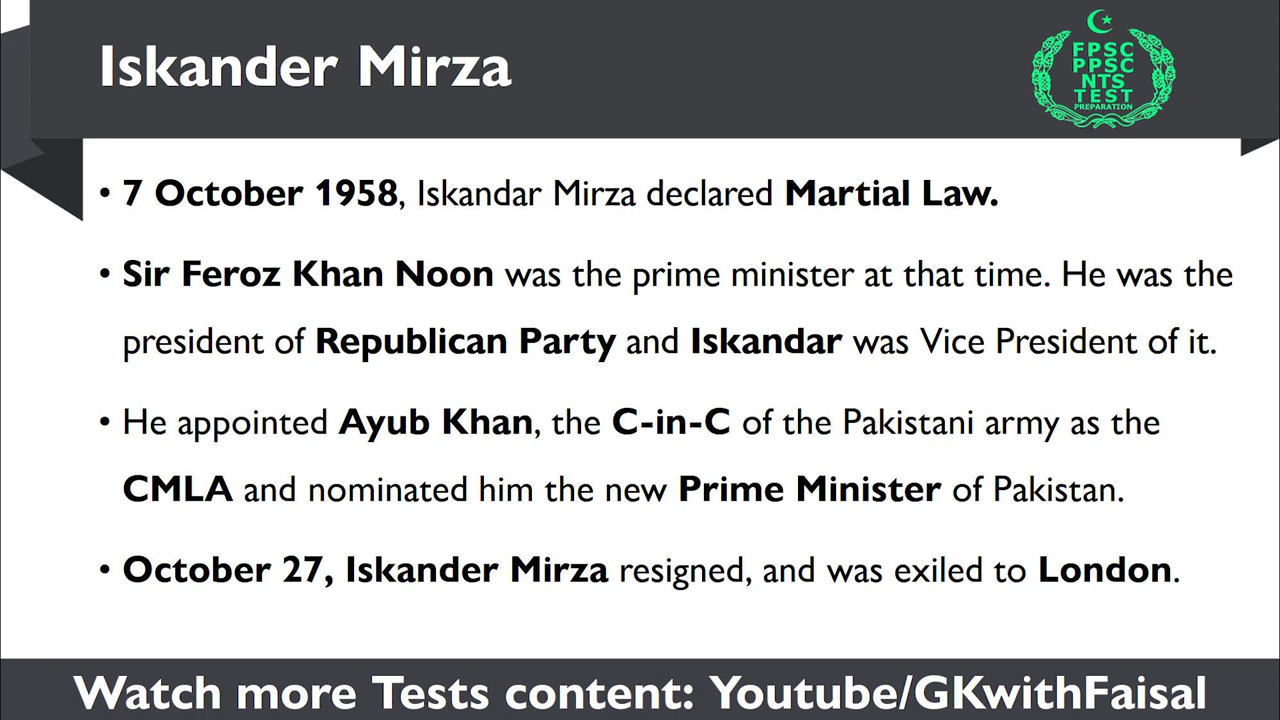 Iskander Mirza
FPSC
PPSC
NTS
TEST
PREPARATION
• 7 October 1958, Iskandar Mirza declared Martial Law.
• Sir Feroz Khan Noon was the prime minister at that time. He was the
president of Republican Party and Iskandar was Vice President of it.
• He appointed Ayub Khan, the C-in-C of the Pakistani army as the
CMLA and nominated him the new Prime Minister of Pakistan.
• October 27, Iskander Mirza resigned, and was exiled to London.
Watch more Tests content: Youtube/GKwithFaisal